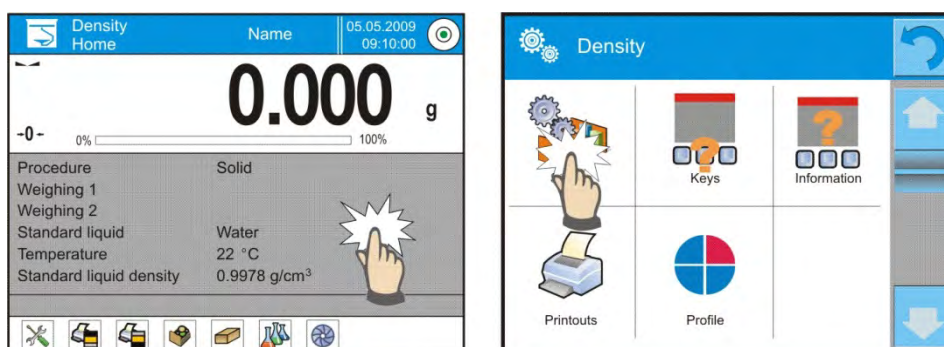 Density
Home
Name
05.05.2009
09:10:00
0.000
g
-0-
0%
100%
Procedure Solid
Weighing 1
Weighing 2
Standard liquid Water
Temperature 22 °C
Standard liquid density 0.9978 g/cm³
Density
?
Keys
?
Information
Printouts
Profile